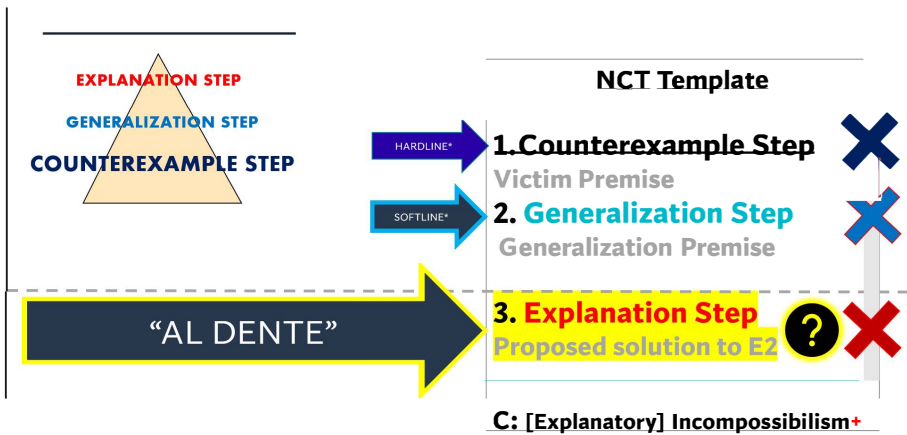 EXPLANATION STEP
GENERALIZATION STEP
COUNTEREXAMPLE STEP
NCT Template
HARDLINE*
1.Counterexample Step
Victim Premise
SOFTLINE*
2. Generalization Step
Generalization Premise
“AL DENTE”
3. Explanation Step
?
Proposed solution to E2
C: [Explanatory] Incompossibilism+